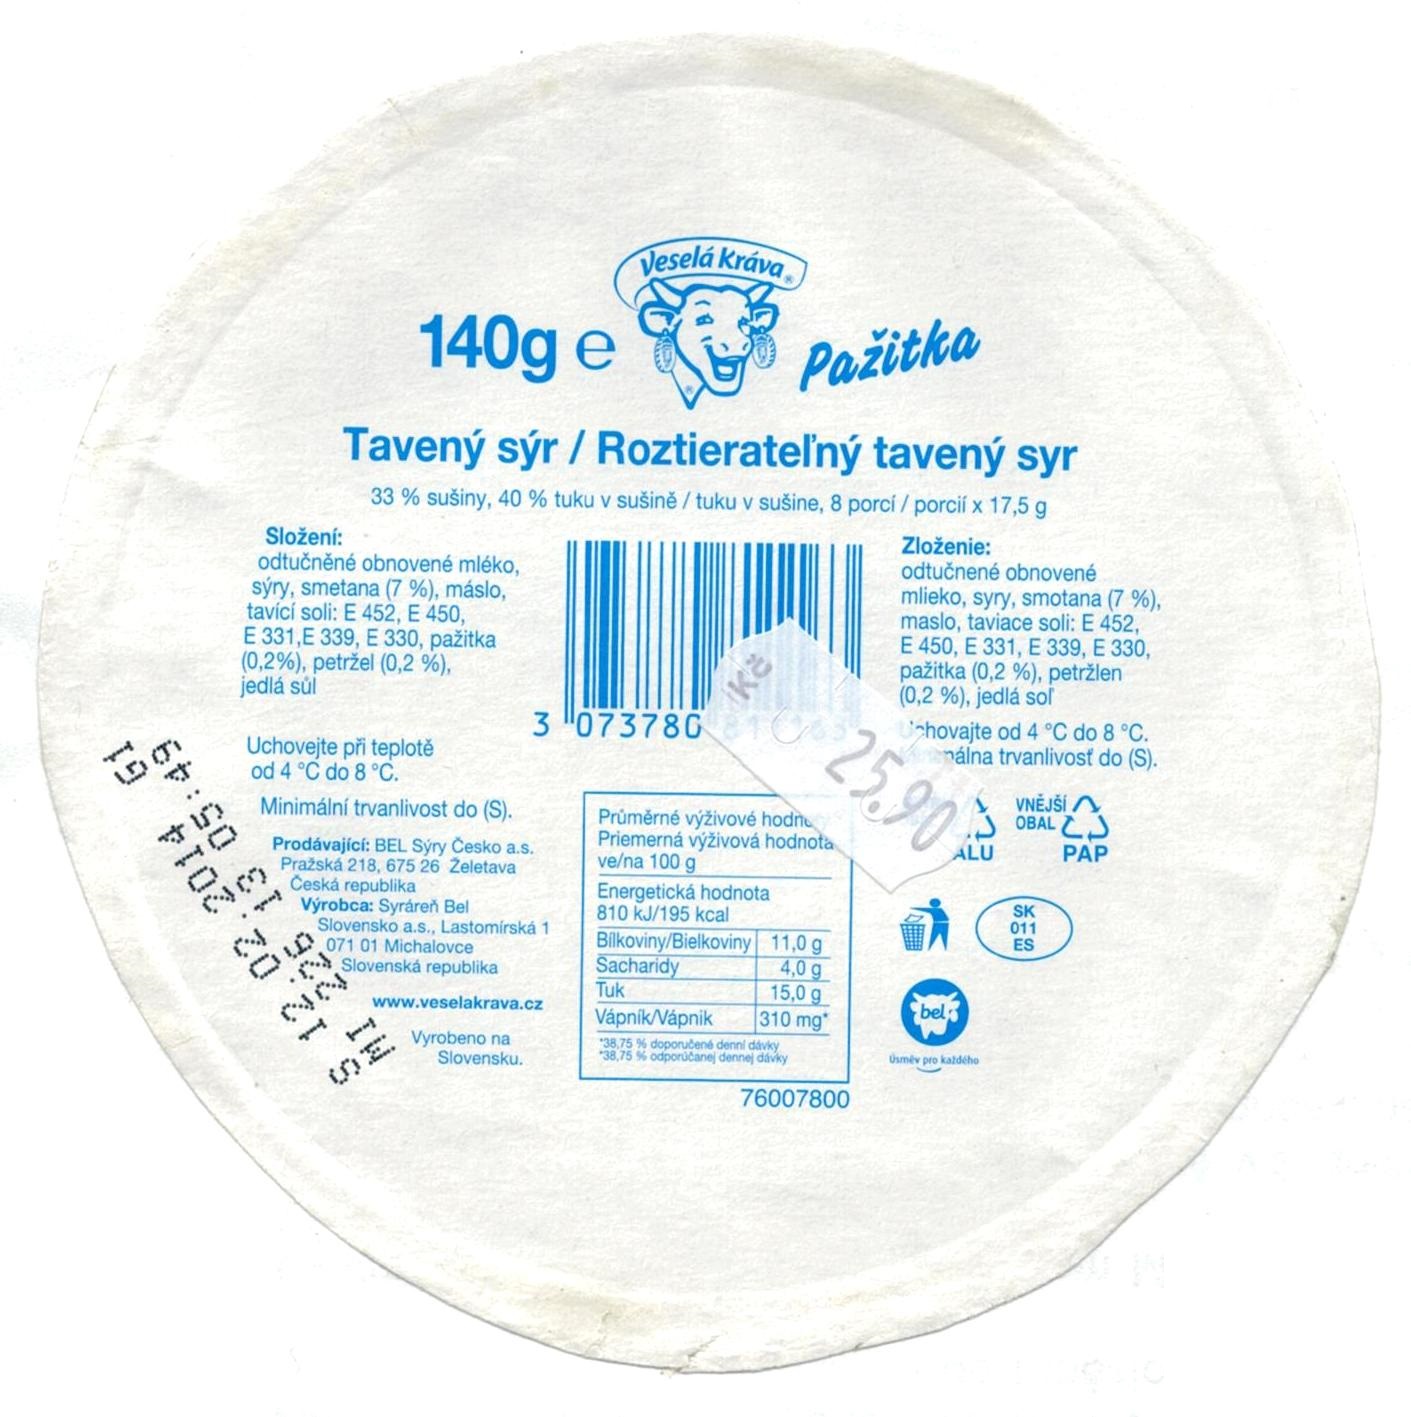 Veselá Kráva®
140g e
Pažitka
Tavený sýr / Roztierateľný tavený syr
33 % sušiny, 40 % tuku v sušině / tuku v sušine, 8 porcí / porcií x 17,5 g
Složení:
odtučněné obnovené mléko,
sýry, smetana (7 %), máslo,
tavící soli: E 452, E 450,
E 331,E 339, E 330, pažitka
(0,2%), petržel (0,2 %),
jedlá sůl
Uchovejte při teplotě
od 4 °C do 8 °C.
Minimální trvanlivost do (S).
Prodávající: BEL Sýry Česko a.s.
Pražská 218, 675 26 Želetava
Česká republika
Výrobca: Syráreň Bel
Slovensko a.s., Lastomírská 1
071 01 Michalovce
Slovenská republika
www.veselakrava.cz
Vyrobeno na
Slovensku.
S 12 02 2014 G1
MI 22:26 13 05:49
3 073780
Kč
25.90
Průměrné výživové
Priemerná výživová hodnota
ve/na 100 g
Energetická hodnota
810 kJ/195 kcal
Bílkoviny/Bielkoviny 11,0 g
Sacharidy 4,0 g
Tuk 15,0 g
Vápník/Vápnik 310 mg*
*38,75 % doporučené denní dávky
*38,75 % odporúčanej dennej dávky
76007800
Zloženie:
odtučnené obnovené
mlieko, syry, smotana (7 %),
maslo, taviace soli: E 452,
E 450, E 331, E 339, E 330,
pažitka (0,2 %), petržlen
(0,2 %), jedlá soľ
Uchovajte od 4 °C do 8 °C.
trvanlivosť do (S).
ALU
VNĚJŠÍ
OBAL
PAP
SK
011
ES
bel
Úsměv pro každého